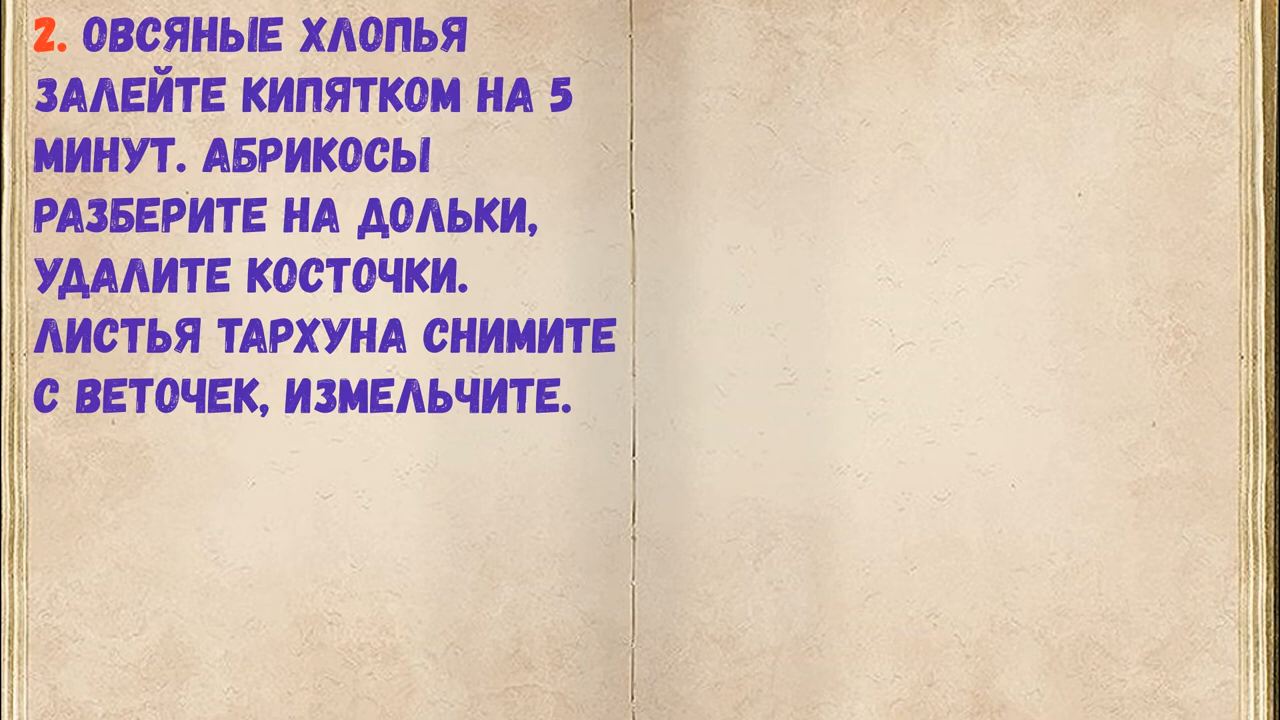 2. ОВСЯНЫЕ ХЛОПЬЯ
ЗАЛЕЙТЕ КИПЯТКОМ НА 5
МИНУТ. АБРИКОСЫ
РАЗБЕРИТЕ НА ДОЛЬКИ,
УДАЛИТЕ КОСТОЧКИ.
ЛИСТЬЯ ТАРХУНА СНИМИТЕ
С ВЕТОЧЕК, ИЗМЕЛЬЧИТЕ.